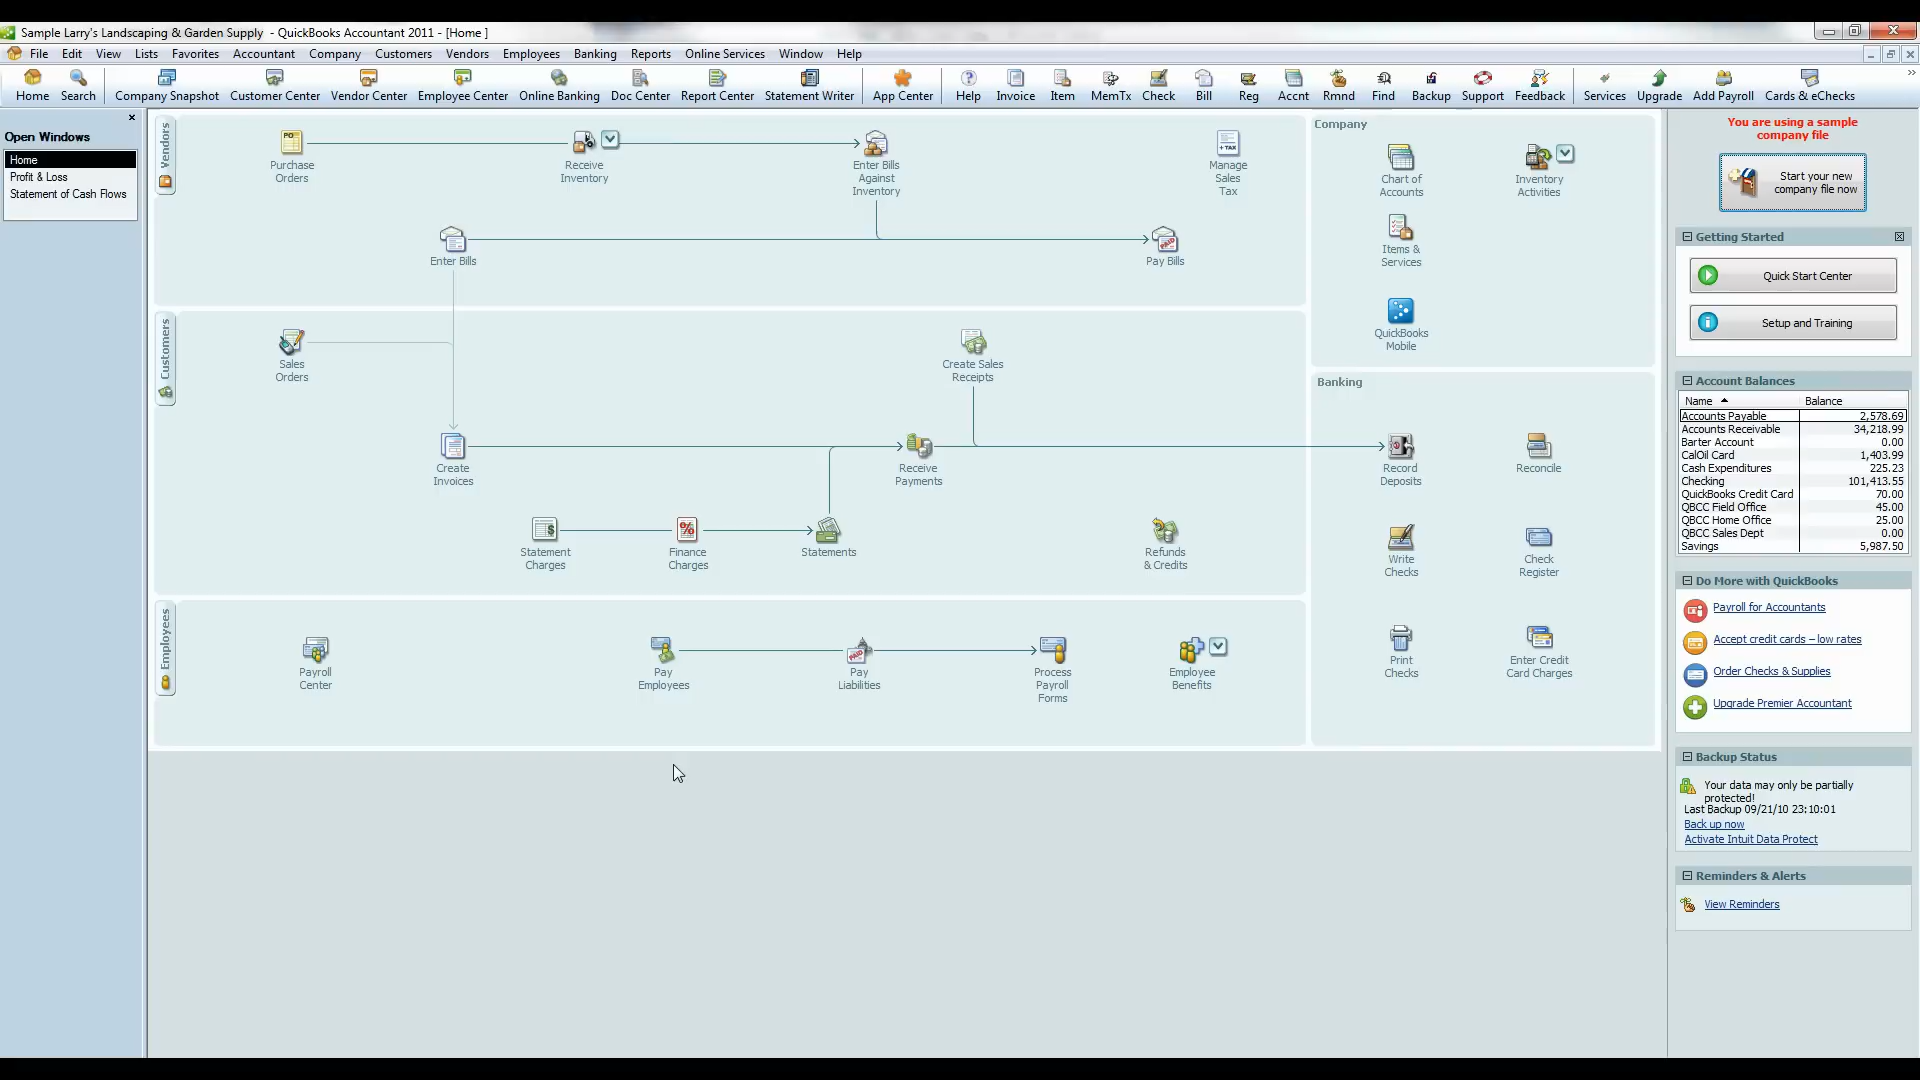 Sample Larry's Landscaping & Garden Supply - QuickBooks Accountant 2011 - [Home ]
File Edit View Lists Favorites Accountant Company Customers Vendors Employees Banking Reports Online Services Window Help
Home Search Company Snapshot Customer Center Vendor Center Employee Center Online Banking Doc Center Report Center Statement Writer App Center Help Invoice Item MemTx Check Bill Reg Accnt Rmnd Find Backup Support Feedback Services Upgrade Add Payroll Cards & eChecks
Open Windows
Home
Profit & Loss
Statement of Cash Flows
Vendors
Purchase
Orders
Receive
Inventory
Enter Bills
Against
Inventory
Manage
Sales
Tax
Enter Bills
Pay Bills
Customers
Sales
Orders
Create Sales
Receipts
Create
Invoices
Receive
Payments
Statement
Charges
Finance
Charges
Statements
Refunds
& Credits
Employees
Payroll
Center
Pay
Employees
Pay
Liabilities
Process
Payroll
Forms
Employee
Benefits
Company
Chart of
Accounts
Inventory
Activities
Items &
Services
QuickBooks
Mobile
Banking
Record
Deposits
Reconcile
Write
Checks
Check
Register
Print
Checks
Enter Credit
Card Charges
You are using a sample
company file
Start your new
company file now
Getting Started
Quick Start Center
Setup and Training
Account Balances
Name Balance
Accounts Payable 2,578.69
Accounts Receivable 34,218.99
Barter Account 0.00
CalOil Card 1,403.99
Cash Expenditures 225.23
Checking 101,413.55
QuickBooks Credit Card 70.00
QBCC Field Office 45.00
QBCC Home Office 25.00
QBCC Sales Dept 0.00
Savings 5,987.50
Do More with QuickBooks
Payroll for Accountants
Accept credit cards – low rates
Order Checks & Supplies
Upgrade Premier Accountant
Backup Status
Your data may only be partially
protected!
Last Backup 09/21/10 23:10:01
Back up now
Activate Intuit Data Protect
Reminders & Alerts
View Reminders